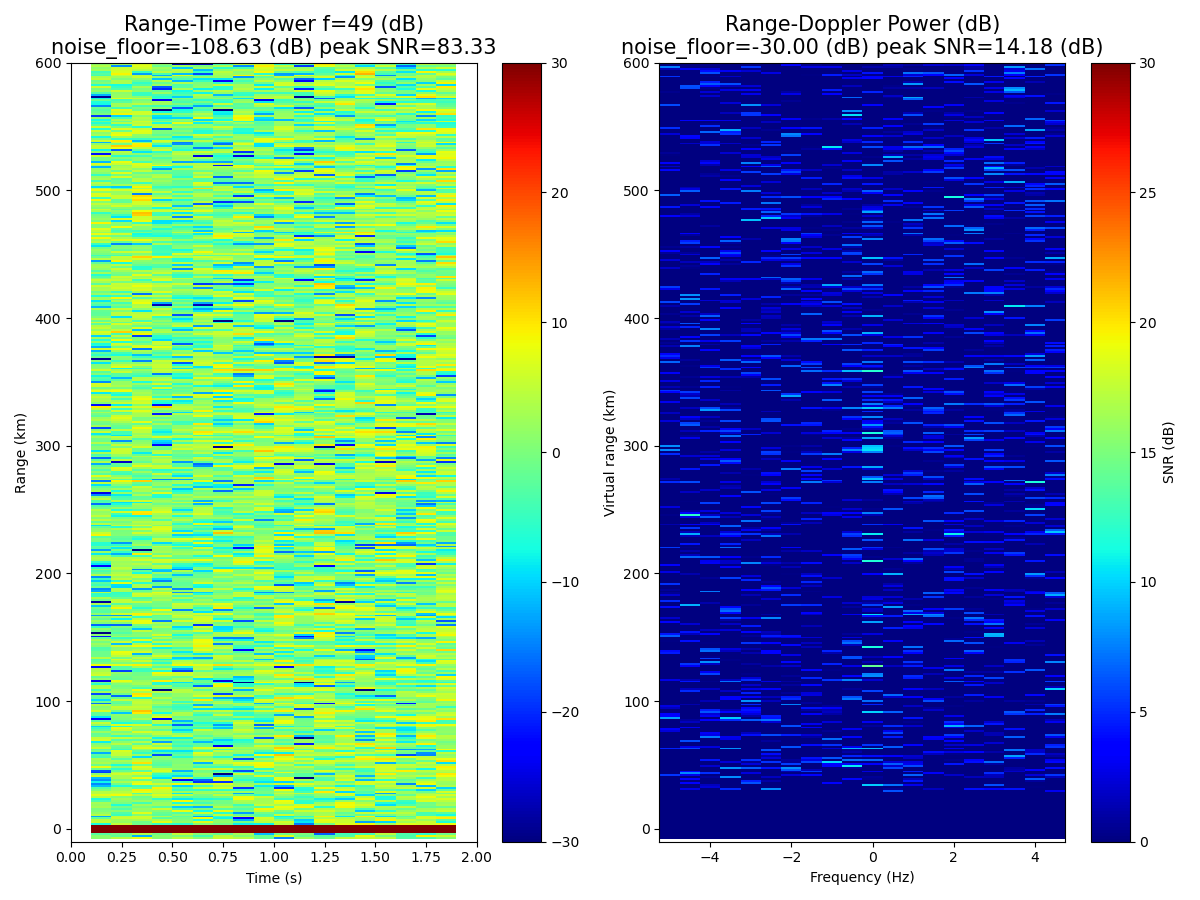 Range-Time Power f=49 (dB)
noise_floor=-108.63 (dB) peak SNR=83.33
600
500
400
300
200
100
0
Range (km)
0.00 0.25 0.50 0.75 1.00 1.25 1.50 1.75 2.00
Time (s)
30
20
10
0
−10
−20
−30
Range-Doppler Power (dB)
noise_floor=-30.00 (dB) peak SNR=14.18 (dB)
600
500
400
300
200
100
0
Virtual range (km)
−4 −2 0 2 4
Frequency (Hz)
30
25
20
15
10
5
0
SNR (dB)